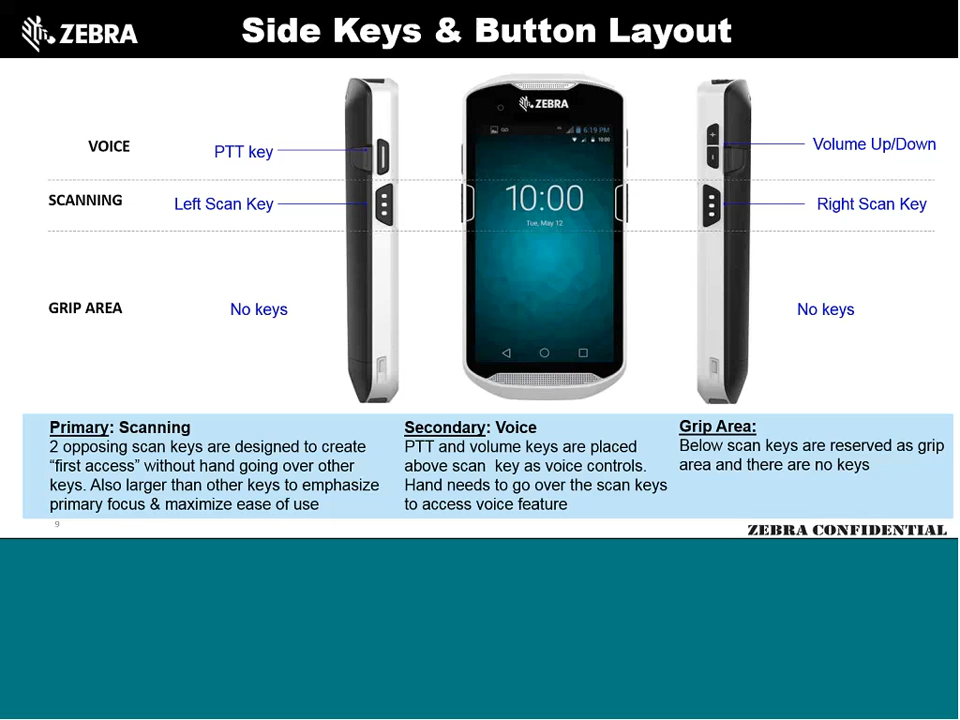 ZEBRA
Side Keys & Button Layout
ZEBRA
6:19 PM
10:00
VOICE
PTT key
Volume Up/Down
SCANNING
Left Scan Key
10:00
Tue, May 12
Right Scan Key
GRIP AREA
No keys
No keys
Primary: Scanning
2 opposing scan keys are designed to create
“first access” without hand going over other
keys. Also larger than other keys to emphasize
primary focus & maximize ease of use
Secondary: Voice
PTT and volume keys are placed
above scan key as voice controls.
Hand needs to go over the scan keys
to access voice feature
Grip Area:
Below scan keys are reserved as grip
area and there are no keys
9
ZEBRA CONFIDENTIAL